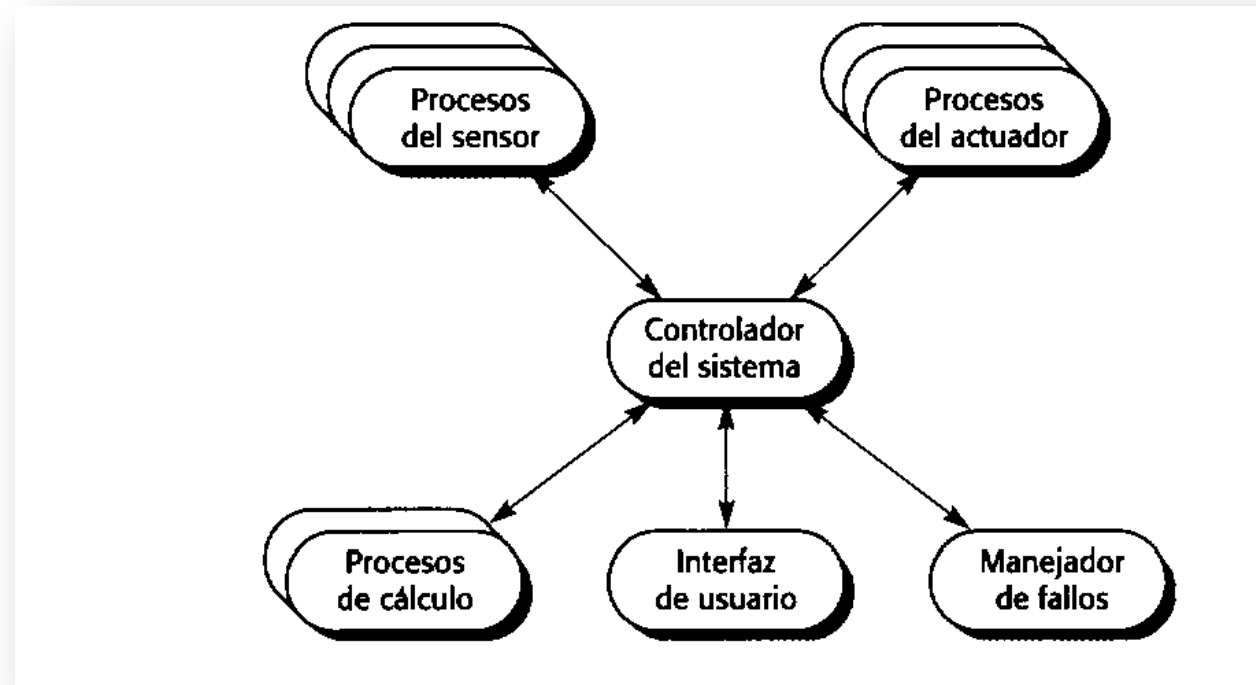 Procesos
del sensor
Procesos
del actuador
Controlador
del sistema
Procesos
de cálculo
Interfaz
de usuario
Manejador
de fallos